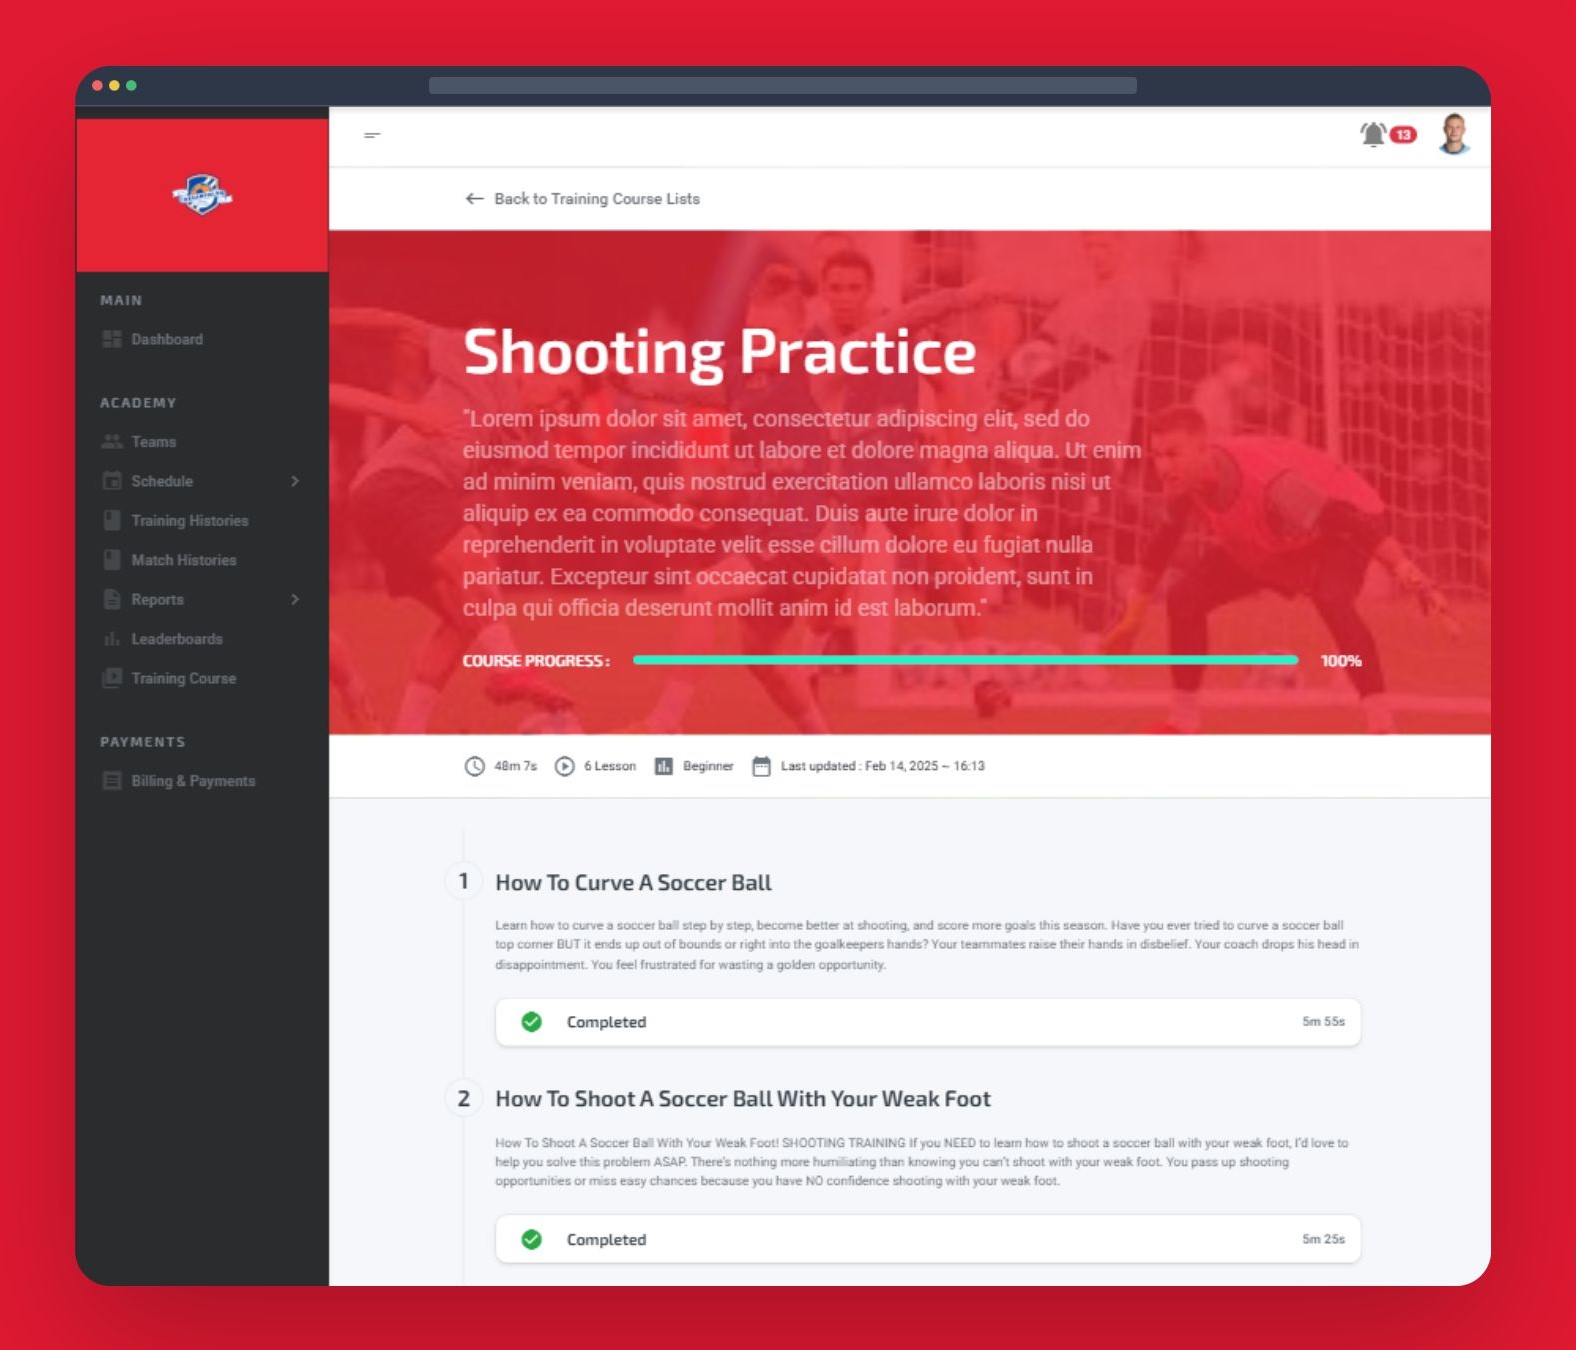 13
Back to Training Course Lists
MAIN
Dashboard
ACADEMY
Teams
Schedule
Training Histories
Match Histories
Reports
Leaderboards
Training Course
PAYMENTS
Billing & Payments
Shooting Practice
"Lorem ipsum dolor sit amet, consectetur adipiscing elit, sed do
eiusmod tempor incididunt ut labore et dolore magna aliqua. Ut enim
ad minim veniam, quis nostrud exercitation ullamco laboris nisi ut
aliquip ex ea commodo consequat. Duis aute irure dolor in
reprehenderit in voluptate velit esse cillum dolore eu fugiat nulla
pariatur. Excepteur sint occaecat cupidatat non proident, sunt in
culpa qui officia deserunt mollit anim id est laborum."
COURSE PROGRESS : 100%
48m 7s 6 Lesson Beginner Last updated : Feb 14, 2025 ~ 16:13
1 How To Curve A Soccer Ball
Learn how to curve a soccer ball step by step, become better at shooting, and score more goals this season. Have you ever tried to curve a soccer ball
top corner BUT it ends up out of bounds or right into the goalkeepers hands? Your teammates raise their hands in disbelief. Your coach drops his head in
disappointment. You feel frustrated for wasting a golden opportunity.
Completed 5m 55s
2 How To Shoot A Soccer Ball With Your Weak Foot
How To Shoot A Soccer Ball With Your Weak Foot! SHOOTING TRAINING If you NEED to learn how to shoot a soccer ball with your weak foot, I'd love to
help you solve this problem ASAP. There's nothing more humiliating than knowing you can't shoot with your weak foot. You pass up shooting
opportunities or miss easy chances because you have NO confidence shooting with your weak foot.
Completed 5m 25s